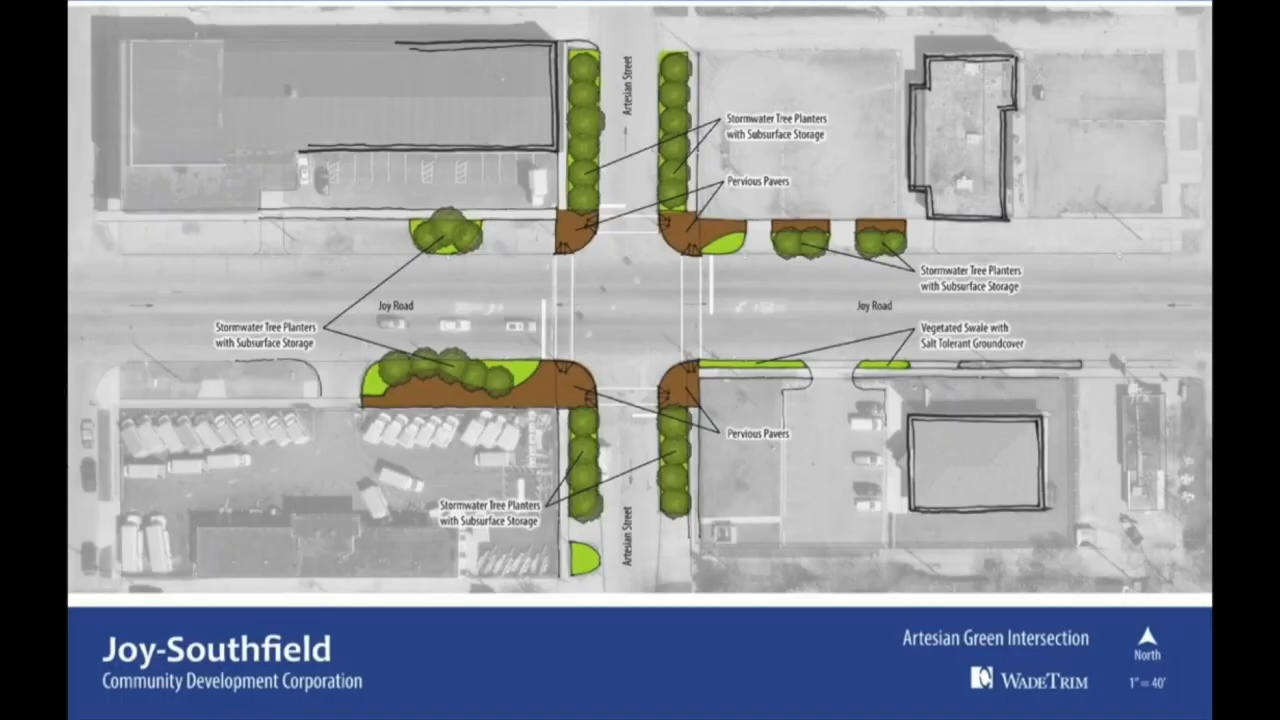 Artesian Street
Stormwater Tree Planters
with Subsurface Storage
Pervious Pavers
Stormwater Tree Planters
with Subsurface Storage
Joy Road
Joy Road
Stormwater Tree Planters
with Subsurface Storage
Vegetated Swale with
Salt Tolerant Groundcover
Pervious Pavers
Stormwater Tree Planters
with Subsurface Storage
Artesian Street
Joy-Southfield
Community Development Corporation
Artesian Green Intersection
WADETRIM
North
1" = 40'